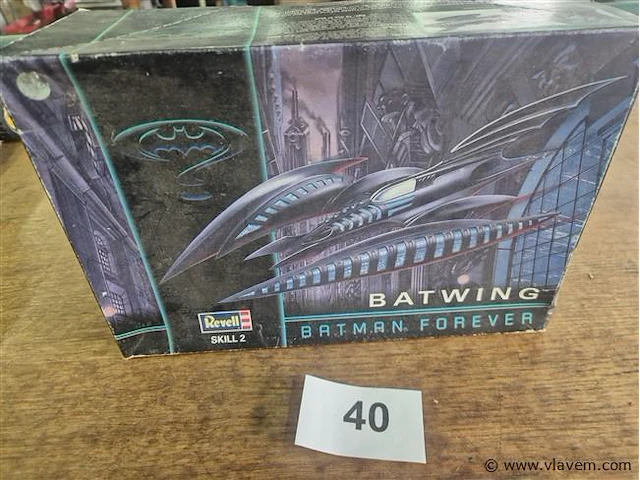 BATWING
Revell
SKILL 2
BATMAN FOREVER
40
© www.vlavem.com